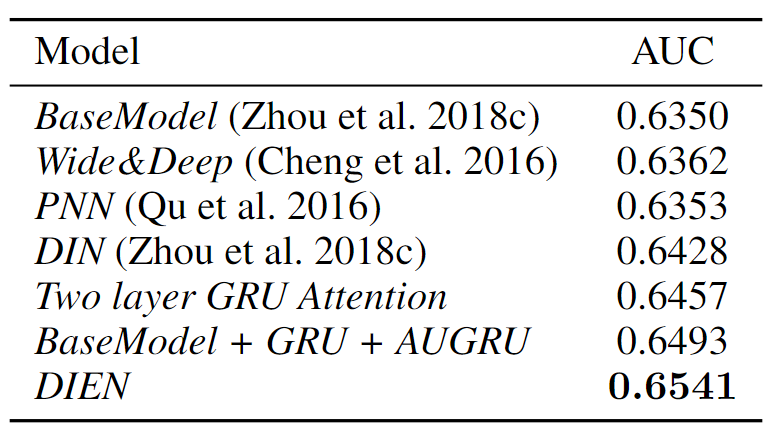 Model AUC
BaseModel (Zhou et al. 2018c) 0.6350
Wide&Deep (Cheng et al. 2016) 0.6362
PNN (Qu et al. 2016) 0.6353
DIN (Zhou et al. 2018c) 0.6428
Two layer GRU Attention 0.6457
BaseModel + GRU + AUGRU 0.6493
DIEN 0.6541